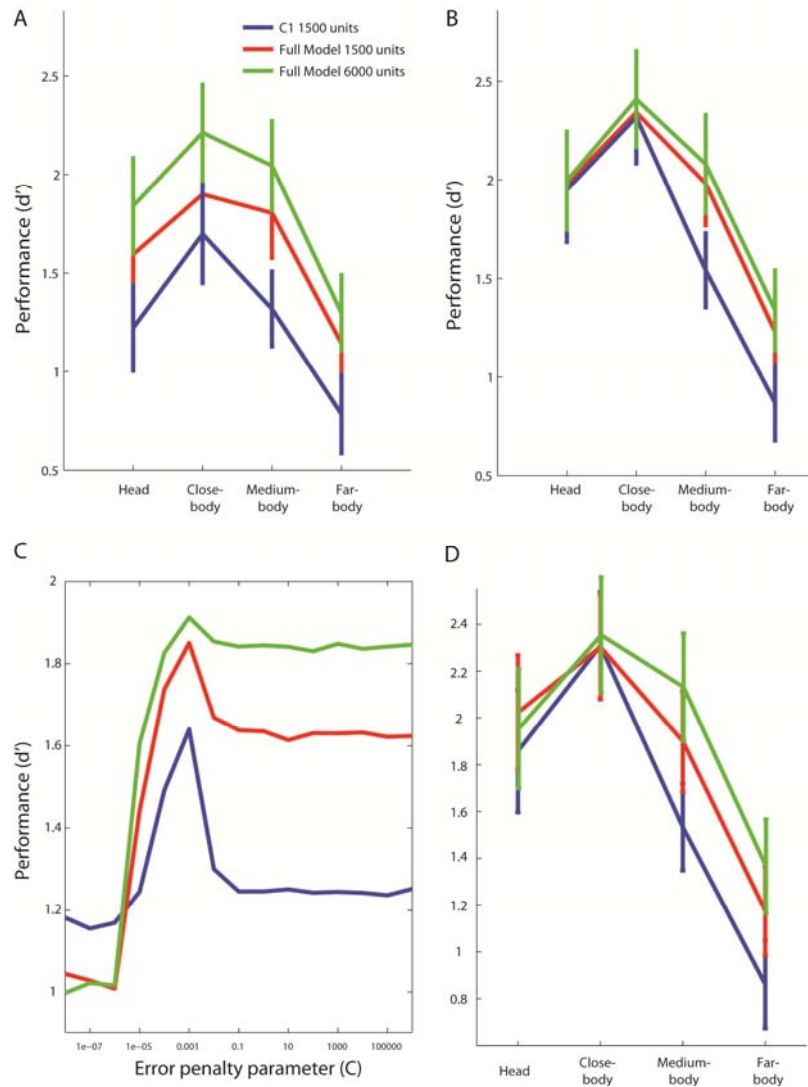 A
C1 1500 units
Full Model 1500 units
Full Model 6000 units
Performance (d')
2.5
2
1.5
1
0.5
Head
Close-
body
Medium-
body
Far-
body
B
Performance (d')
2.5
2
1.5
1
0.5
Head
Close-
body
Medium-
body
Far-
body
C
Performance (d')
2
1.8
1.6
1.4
1.2
1
1e−07
1e−05
0.001
0.1
10
1000
100000
Error penalty parameter (C)
D
2.4
2.2
2
1.8
1.6
1.4
1.2
1
0.8
Head
Close-
body
Medium-
body
Far-
body